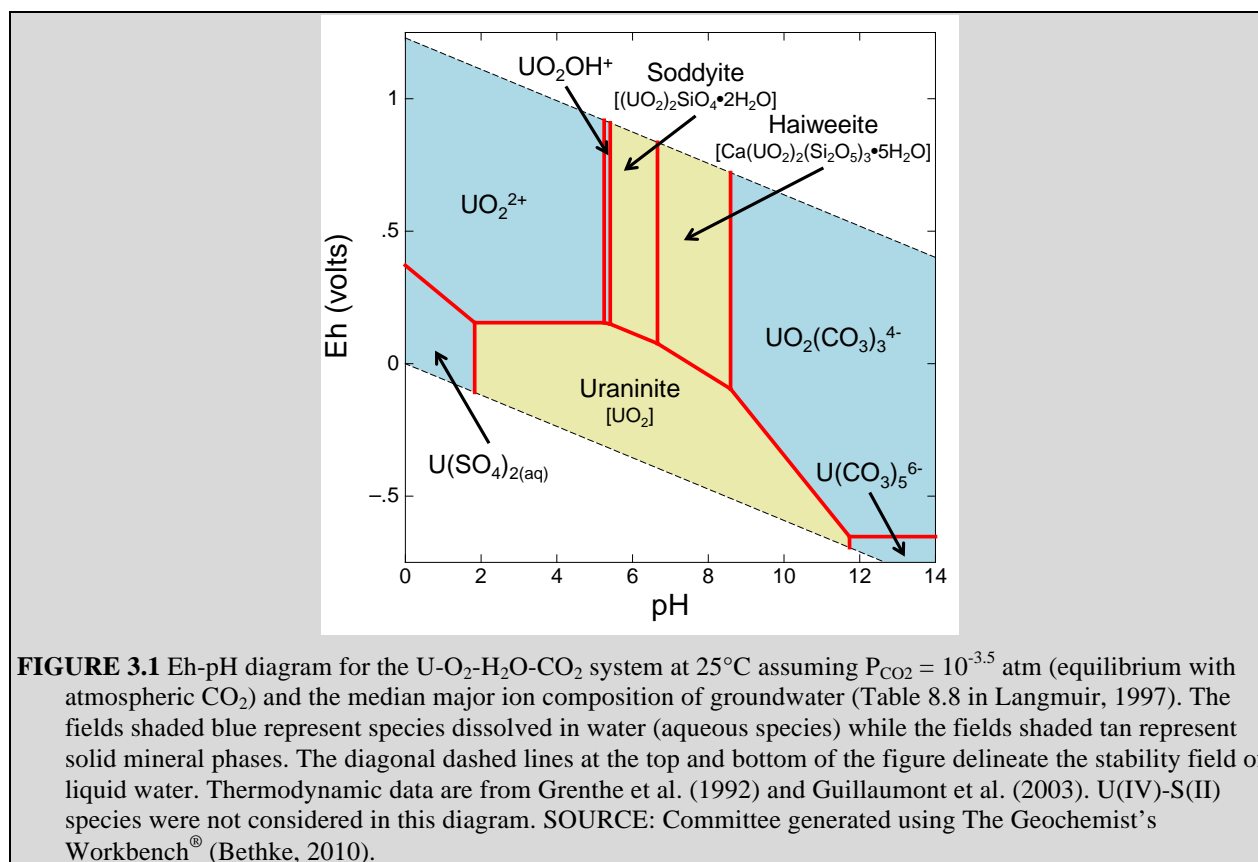 UO₂OH⁺
Soddyite
[(UO₂)₂SiO₄•2H₂O]
Haiweeite
[Ca(UO₂)₂(Si₂O₅)₃•5H₂O]
1
UO₂²⁺
.5
Eh (volts)
UO₂(CO₃)₃⁴⁻
0
Uraninite
[UO₂]
U(SO₄)₂(aq)
U(CO₃)₅⁶⁻
–.5
0 2 4 6 8 10 12 14
pH
FIGURE 3.1 Eh-pH diagram for the U-O₂-H₂O-CO₂ system at 25°C assuming P_CO2 = 10⁻³·⁵ atm (equilibrium with
atmospheric CO₂) and the median major ion composition of groundwater (Table 8.8 in Langmuir, 1997). The
fields shaded blue represent species dissolved in water (aqueous species) while the fields shaded tan represent
solid mineral phases. The diagonal dashed lines at the top and bottom of the figure delineate the stability field o
liquid water. Thermodynamic data are from Grenthe et al. (1992) and Guillaumont et al. (2003). U(IV)-S(II)
species were not considered in this diagram. SOURCE: Committee generated using The Geochemist's
Workbench® (Bethke, 2010).